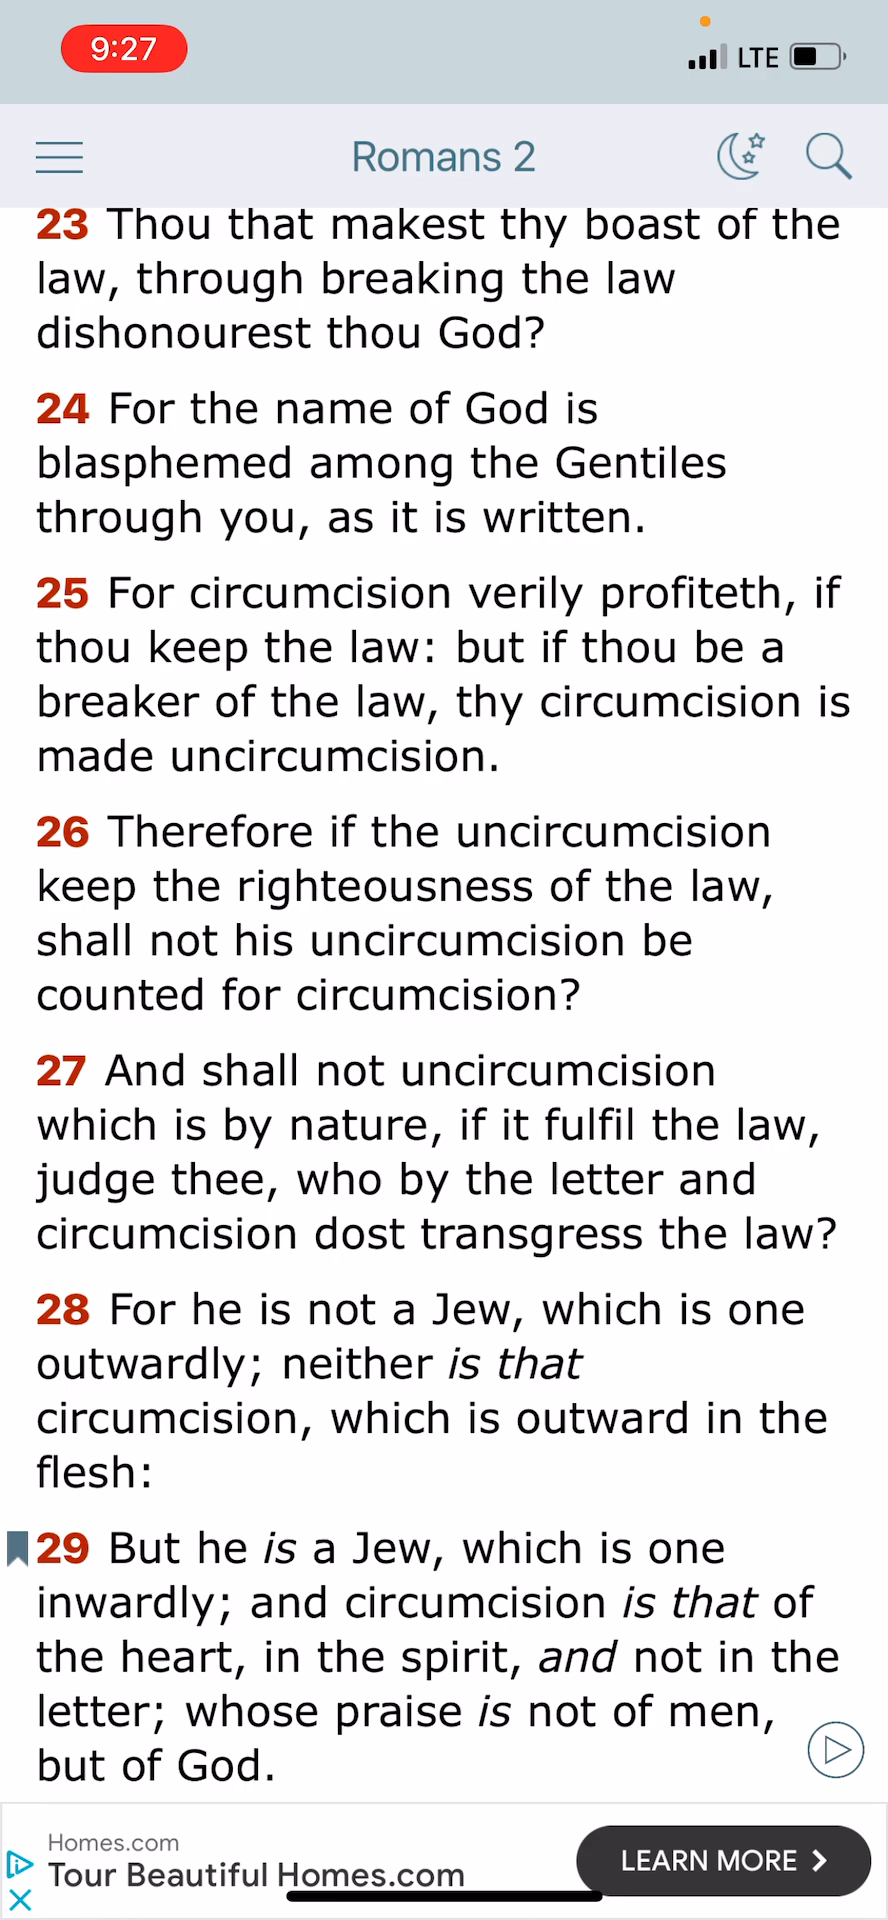 9:27
LTE
Romans 2
23 Thou that makest thy boast of the
law, through breaking the law
dishonourest thou God?
24 For the name of God is
blasphemed among the Gentiles
through you, as it is written.
25 For circumcision verily profiteth, if
thou keep the law: but if thou be a
breaker of the law, thy circumcision is
made uncircumcision.
26 Therefore if the uncircumcision
keep the righteousness of the law,
shall not his uncircumcision be
counted for circumcision?
27 And shall not uncircumcision
which is by nature, if it fulfil the law,
judge thee, who by the letter and
circumcision dost transgress the law?
28 For he is not a Jew, which is one
outwardly; neither is that
circumcision, which is outward in the
flesh:
29 But he is a Jew, which is one
inwardly; and circumcision is that of
the heart, in the spirit, and not in the
letter; whose praise is not of men,
but of God.
Homes.com
Tour Beautiful Homes.com
LEARN MORE